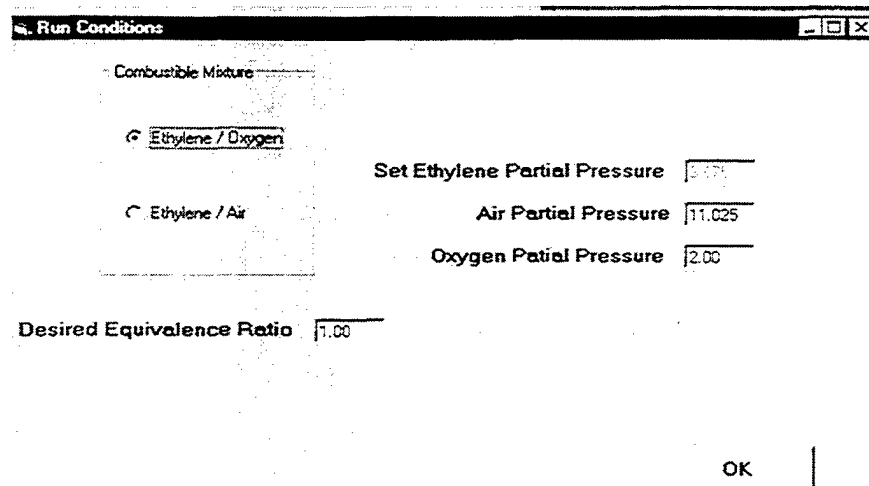 Run Conditions
Combustible Mixture
Ethylene / Oxygen
Ethylene / Air
Set Ethylene Partial Pressure
Air Partial Pressure 11.025
Oxygen Patial Pressure 2.00
Desired Equivalence Ratio 1.00
OK